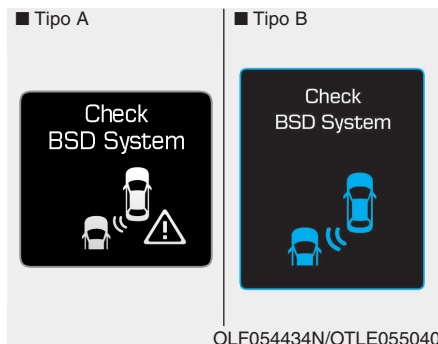 ■ Tipo A
■ Tipo B
Check
BSD System
Check
BSD System
OLF054434N/OTLE055040